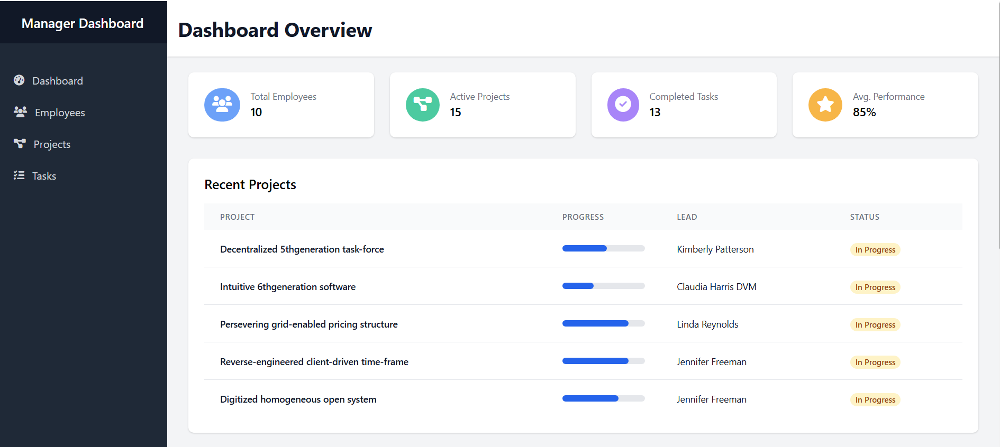 Manager Dashboard
Dashboard
Employees
Projects
Tasks
Dashboard Overview
Total Employees
10
Active Projects
15
Completed Tasks
13
Avg. Performance
85%
Recent Projects
PROJECT PROGRESS LEAD STATUS
Decentralized 5thgeneration task-force Kimberly Patterson In Progress
Intuitive 6thgeneration software Claudia Harris DVM In Progress
Persevering grid-enabled pricing structure Linda Reynolds In Progress
Reverse-engineered client-driven time-frame Jennifer Freeman In Progress
Digitized homogeneous open system Jennifer Freeman In Progress